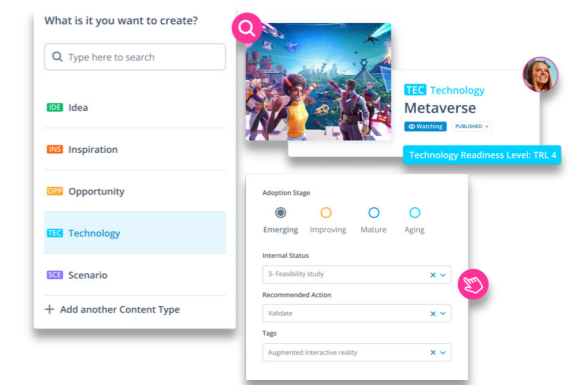 What is it you want to create?
Type here to search
IDE Idea
INS Inspiration
OPP Opportunity
TEC Technology
SCE Scenario
+ Add another Content Type
TEC Technology
Metaverse
Watching PUBLISHED
Technology Readiness Level: TRL 4
Adoption Stage
Emerging Improving Mature Aging
Internal Status
3- Feasibility study
Recommended Action
Validate
Tags
Augmented interactive reality